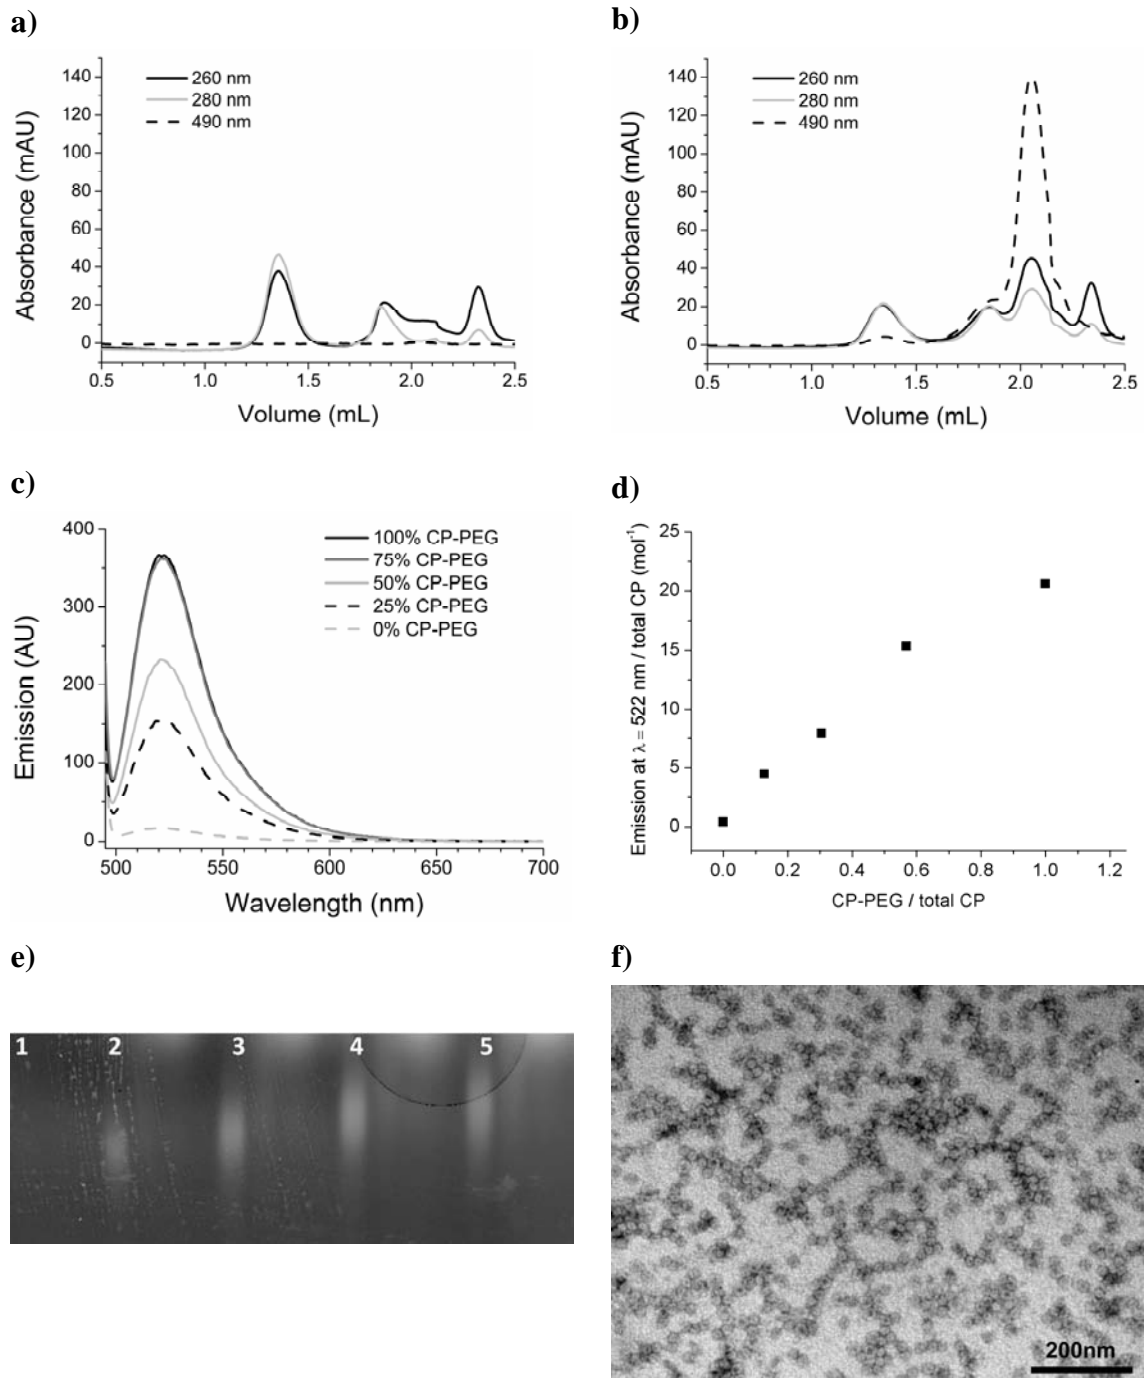 a)
140
120
100
80
60
40
20
0
Absorbance (mAU)
260 nm
280 nm
490 nm
0.5
1.0
1.5
2.0
2.5
Volume (mL)
b)
140
120
100
80
60
40
20
0
Absorbance (mAU)
260 nm
280 nm
490 nm
0.5
1.0
1.5
2.0
2.5
Volume (mL)
c)
400
300
200
100
0
Emission (AU)
100% CP-PEG
75% CP-PEG
50% CP-PEG
25% CP-PEG
0% CP-PEG
500
550
600
650
700
Wavelength (nm)
d)
25
20
15
10
5
0
Emission at λ = 522 nm / total CP (mol⁻¹)
0.0
0.2
0.4
0.6
0.8
1.0
1.2
CP-PEG / total CP
e)
1 2 3 4 5
f)
200nm